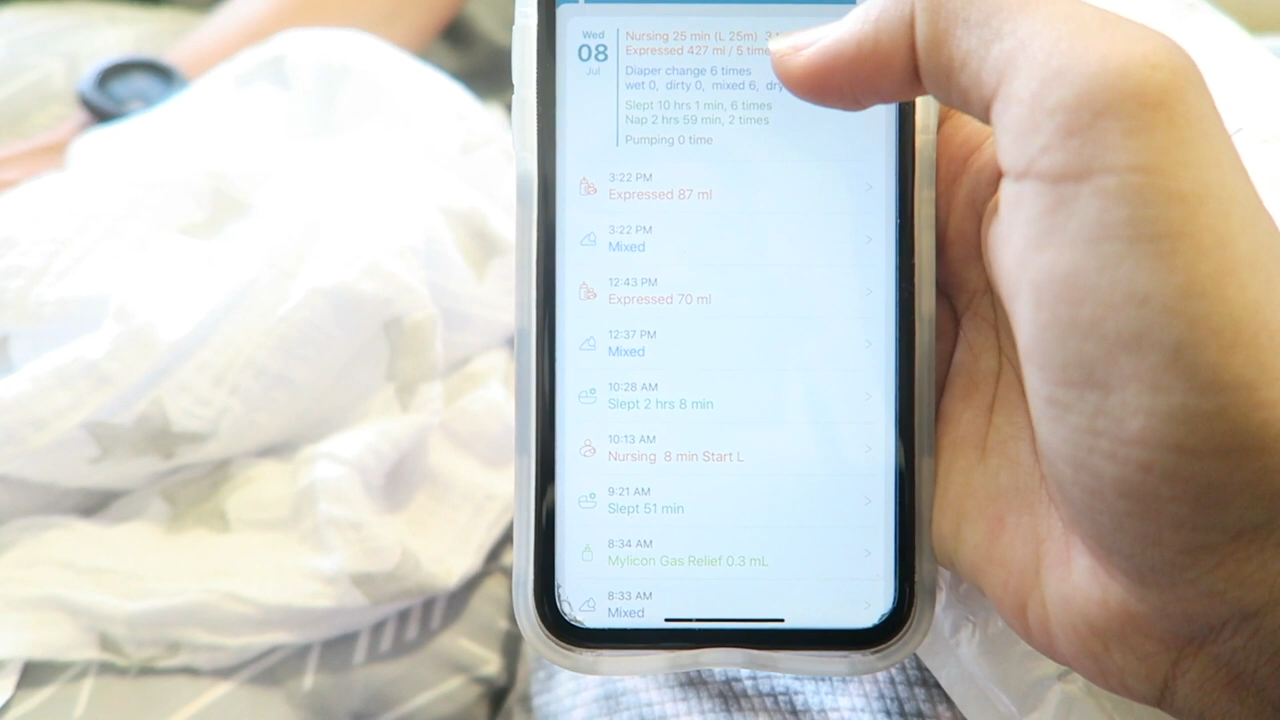 Wed
08
Jul
Nursing 25 min (L 25m)
Expressed 427 ml / 5 time
Diaper change 6 times
wet 0, dirty 0, mixed 6, dry
Slept 10 hrs 1 min, 6 times
Nap 2 hrs 59 min, 2 times
Pumping 0 time
3:22 PM
Expressed 87 ml
3:22 PM
Mixed
12:43 PM
Expressed 70 ml
12:37 PM
Mixed
10:28 AM
Slept 2 hrs 8 min
10:13 AM
Nursing 8 min Start L
9:21 AM
Slept 51 min
8:34 AM
Mylicon Gas Relief 0.3 mL
8:33 AM
Mixed